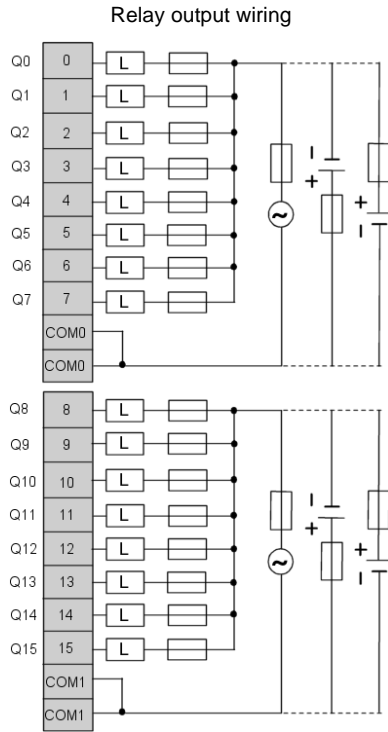 Relay output wiring
Q0 0 L
Q1 1 L
Q2 2 L
Q3 3 L
Q4 4 L
Q5 5 L
Q6 6 L
Q7 7 L
COM0
COM0
~
I
+
+
I
Q8 8 L
Q9 9 L
Q10 10 L
Q11 11 L
Q12 12 L
Q13 13 L
Q14 14 L
Q15 15 L
COM1
COM1
~
I
+
+
I